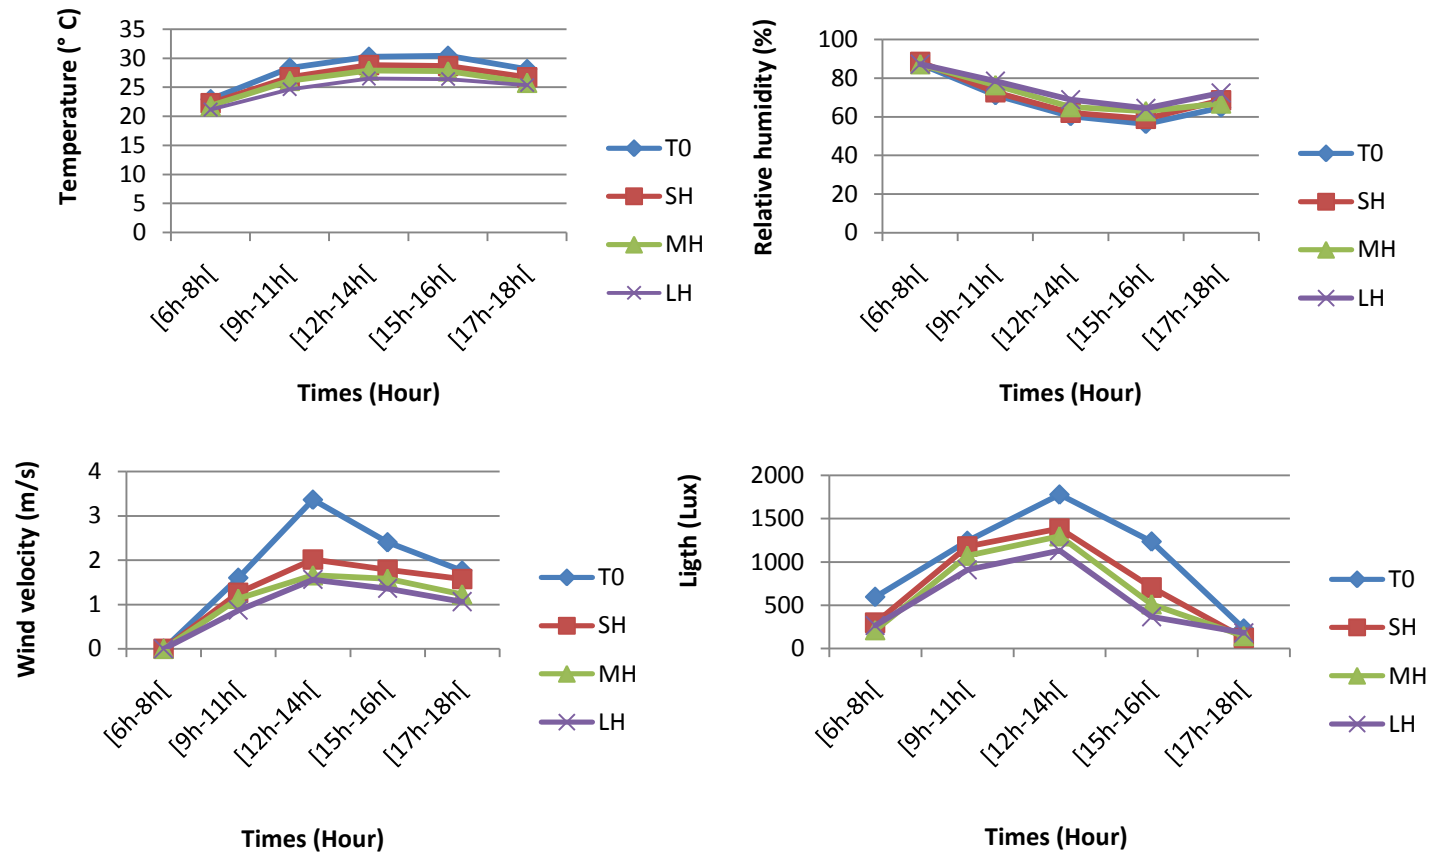 Temperature (° C)
35
30
25
20
15
10
5
0
[6h-8h[
[9h-11h[
[12h-14h[
[15h-16h[
[17h-18h[
Times (Hour)
T0
SH
MH
LH
Relative humidity (%)
100
80
60
40
20
0
[6h-8h[
[9h-11h[
[12h-14h[
[15h-16h[
[17h-18h[
Times (Hour)
T0
SH
MH
LH
Wind velocity (m/s)
4
3
2
1
0
[6h-8h[
[9h-11h[
[12h-14h[
[15h-16h[
[17h-18h[
Times (Hour)
T0
SH
MH
LH
Ligth (Lux)
2000
1500
1000
500
0
[6h-8h[
[9h-11h[
[12h-14h[
[15h-16h[
[17h-18h[
Times (Hour)
T0
SH
MH
LH